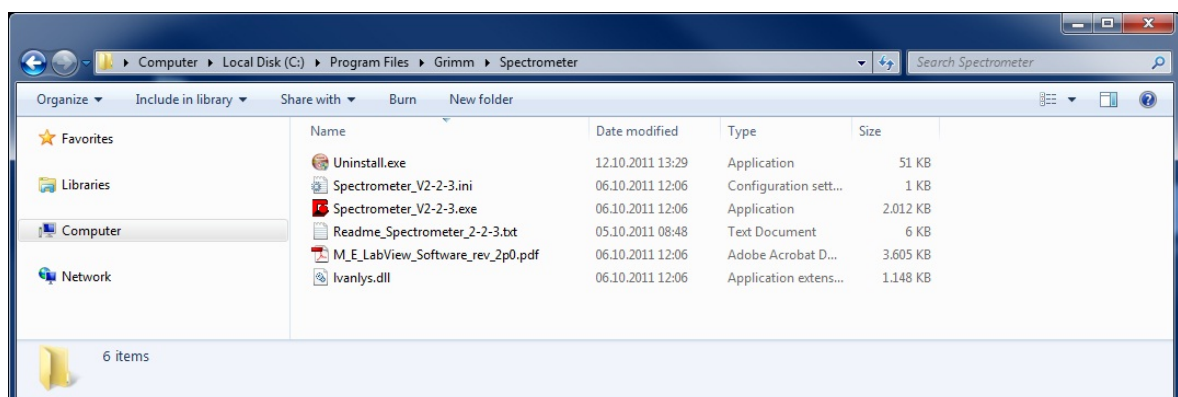 Computer ▸ Local Disk (C:) ▸ Program Files ▸ Grimm ▸ Spectrometer
Search Spectrometer
Organize Include in library Share with Burn New folder
Favorites
Libraries
Computer
Network
Name Date modified Type Size
Uninstall.exe 12.10.2011 13:29 Application 51 KB
Spectrometer_V2-2-3.ini 06.10.2011 12:06 Configuration sett... 1 KB
Spectrometer_V2-2-3.exe 06.10.2011 12:06 Application 2.012 KB
Readme_Spectrometer_2-2-3.txt 05.10.2011 08:48 Text Document 6 KB
M_E_LabView_Software_rev_2p0.pdf 06.10.2011 12:06 Adobe Acrobat D... 3.605 KB
lvanlys.dll 06.10.2011 12:06 Application extens... 1.148 KB
6 items